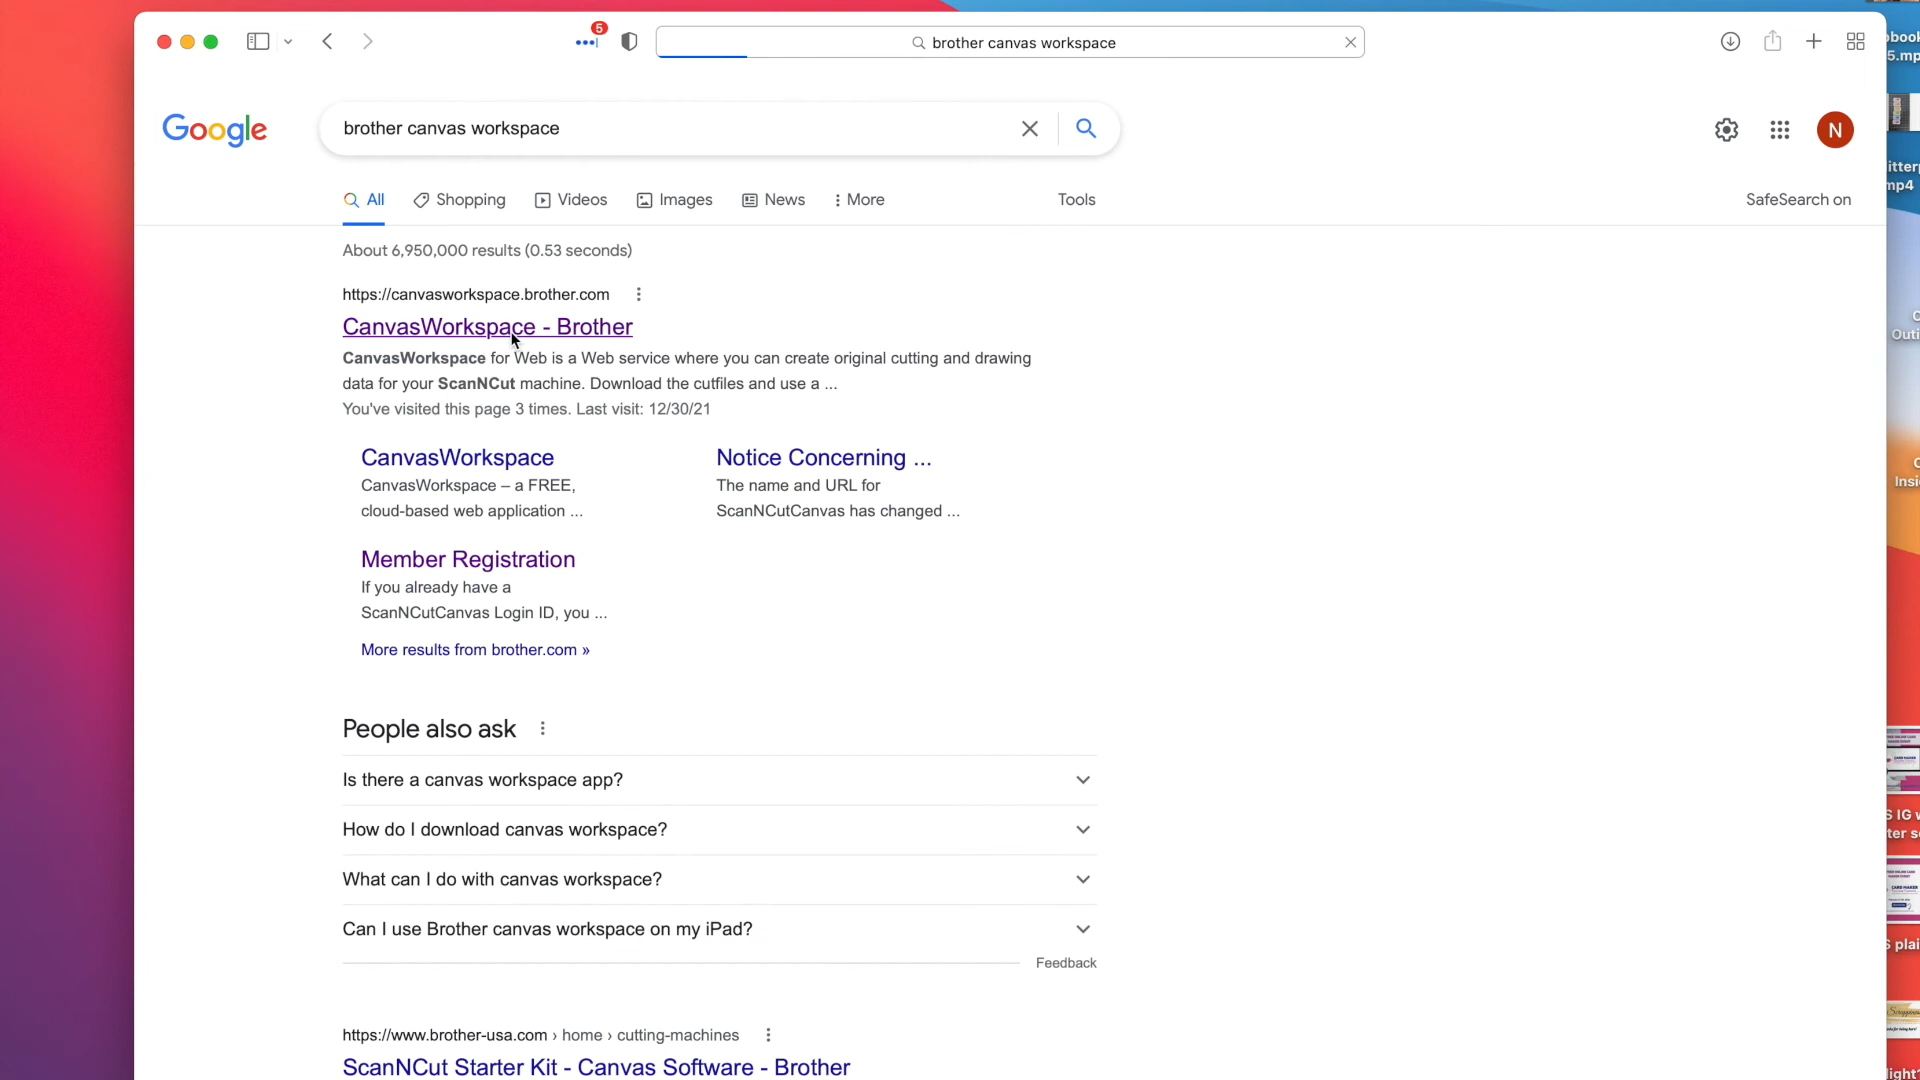 5
brother canvas workspace
Google
brother canvas workspace
N
All
Shopping
Videos
Images
News
More
Tools
SafeSearch on
About 6,950,000 results (0.53 seconds)
https://canvasworkspace.brother.com
CanvasWorkspace - Brother
CanvasWorkspace for Web is a Web service where you can create original cutting and drawing
data for your ScanNCut machine. Download the cutfiles and use a ...
You've visited this page 3 times. Last visit: 12/30/21
CanvasWorkspace
CanvasWorkspace – a FREE,
cloud-based web application ...
Notice Concerning ...
The name and URL for
ScanNCutCanvas has changed ...
Member Registration
If you already have a
ScanNCutCanvas Login ID, you ...
More results from brother.com »
People also ask
Is there a canvas workspace app?
How do I download canvas workspace?
What can I do with canvas workspace?
Can I use Brother canvas workspace on my iPad?
Feedback
https://www.brother-usa.com › home › cutting-machines
ScanNCut Starter Kit - Canvas Software - Brother